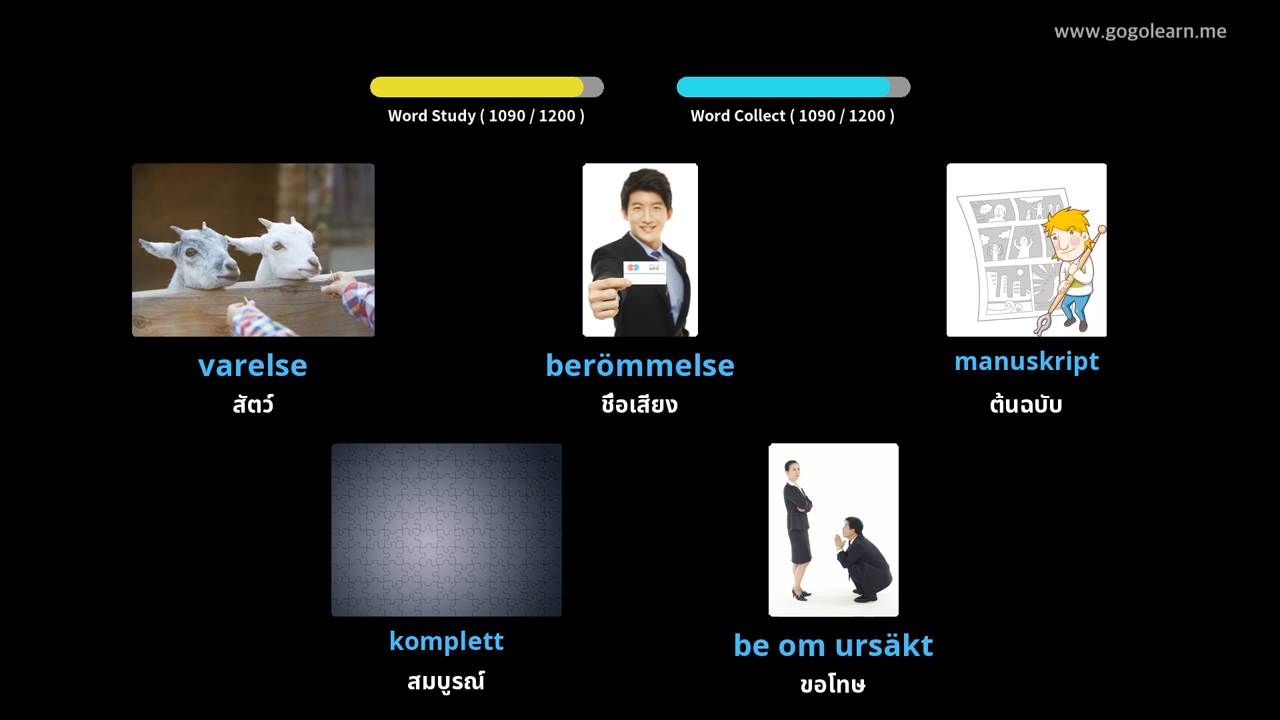 www.gogolearn.me
Word Study ( 1090 / 1200 )
Word Collect ( 1090 / 1200 )
varelse
สัตว์
berömmelse
ชื่อเสียง
manuskript
ต้นฉบับ
komplett
สมบูรณ์
be om ursäkt
ขอโทษ